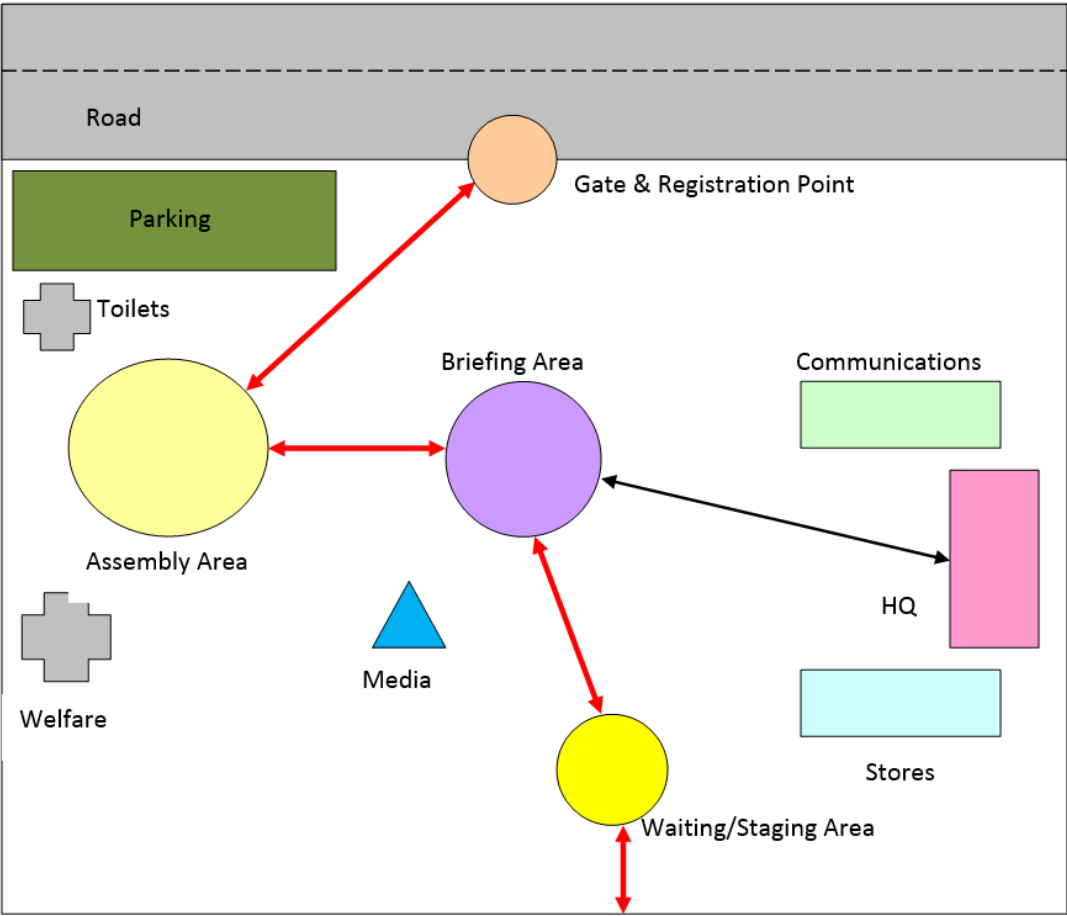 Road
Gate & Registration Point
Parking
Toilets
Briefing Area
Communications
Assembly Area
HQ
Media
Welfare
Stores
Waiting/Staging Area